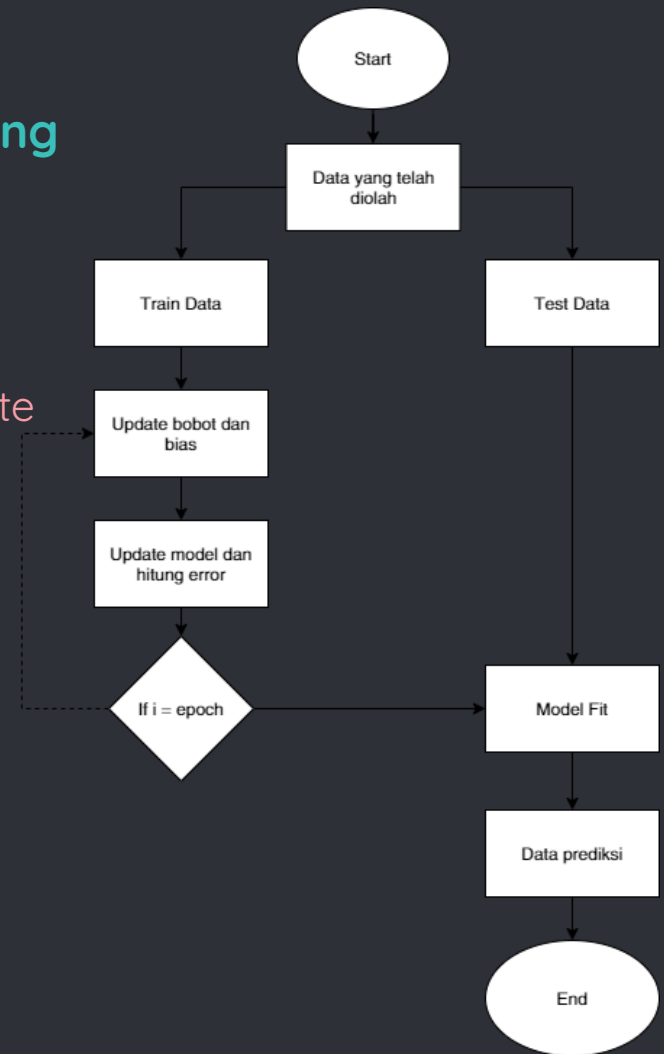 Start
ng
Data yang telah
diolah
Train Data
Test Data
te
Update bobot dan
bias
Update model dan
hitung error
If i = epoch
Model Fit
Data prediksi
End